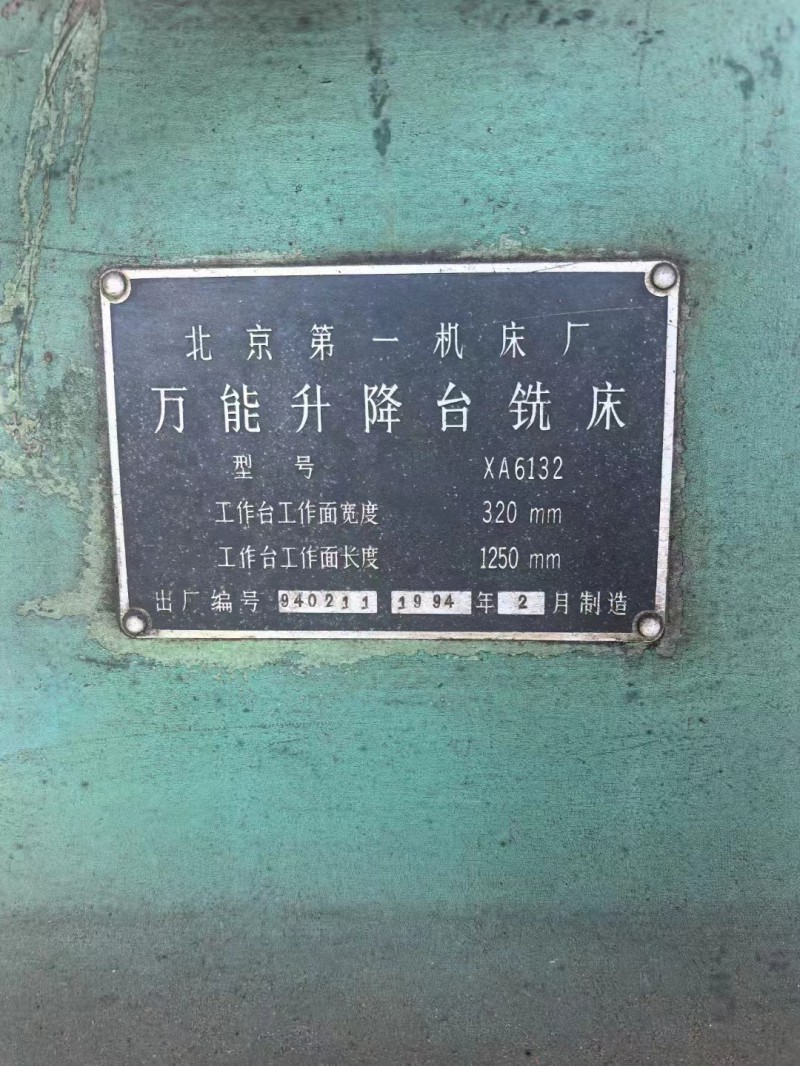 北京第一机床厂
万能升降台铣床
型号 XA6132
工作台工作面宽度 320 mm
工作台工作面长度 1250 mm
出厂编号 940211 1994 年 2 月制造